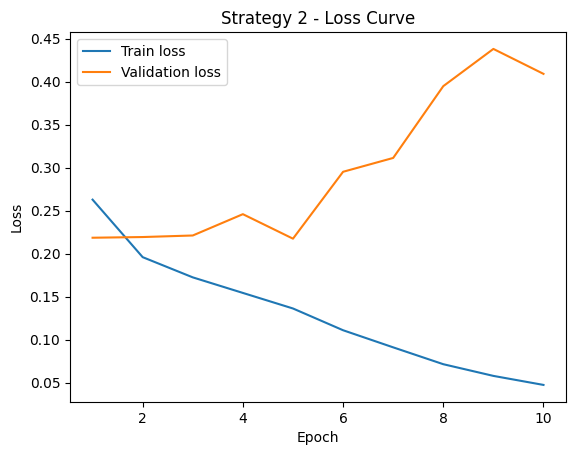 Strategy 2 - Loss Curve
Train loss
Validation loss
0.45
0.40
0.35
0.30
0.25
0.20
0.15
0.10
0.05
Loss
2 4 6 8 10
Epoch